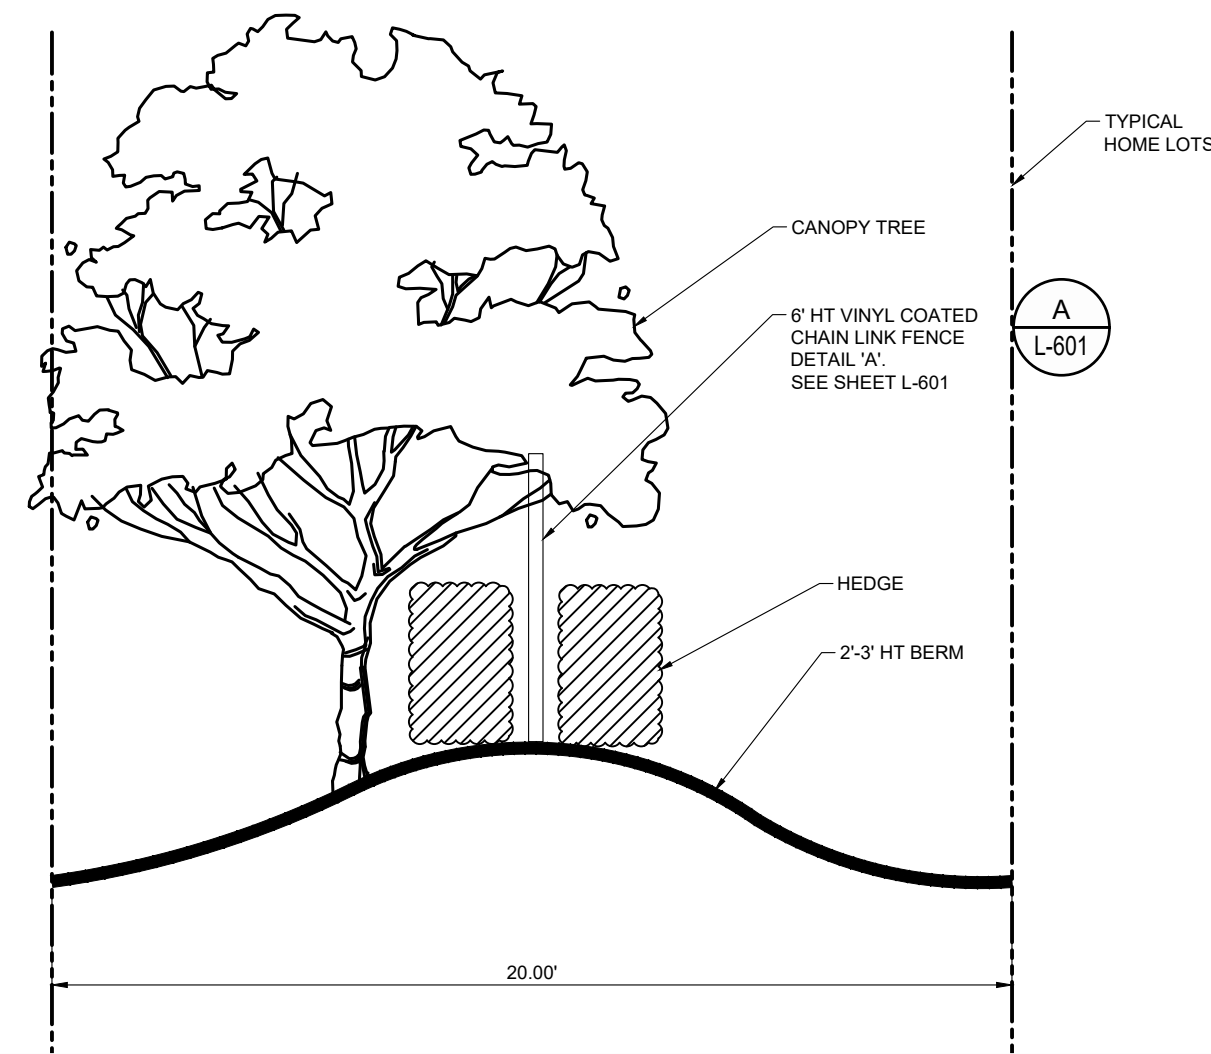 TYPICAL
HOME LOTS
CANOPY TREE
6' HT VINYL COATED
CHAIN LINK FENCE
DETAIL 'A'.
SEE SHEET L-601
A
L-601
HEDGE
2'-3' HT BERM
20.00'